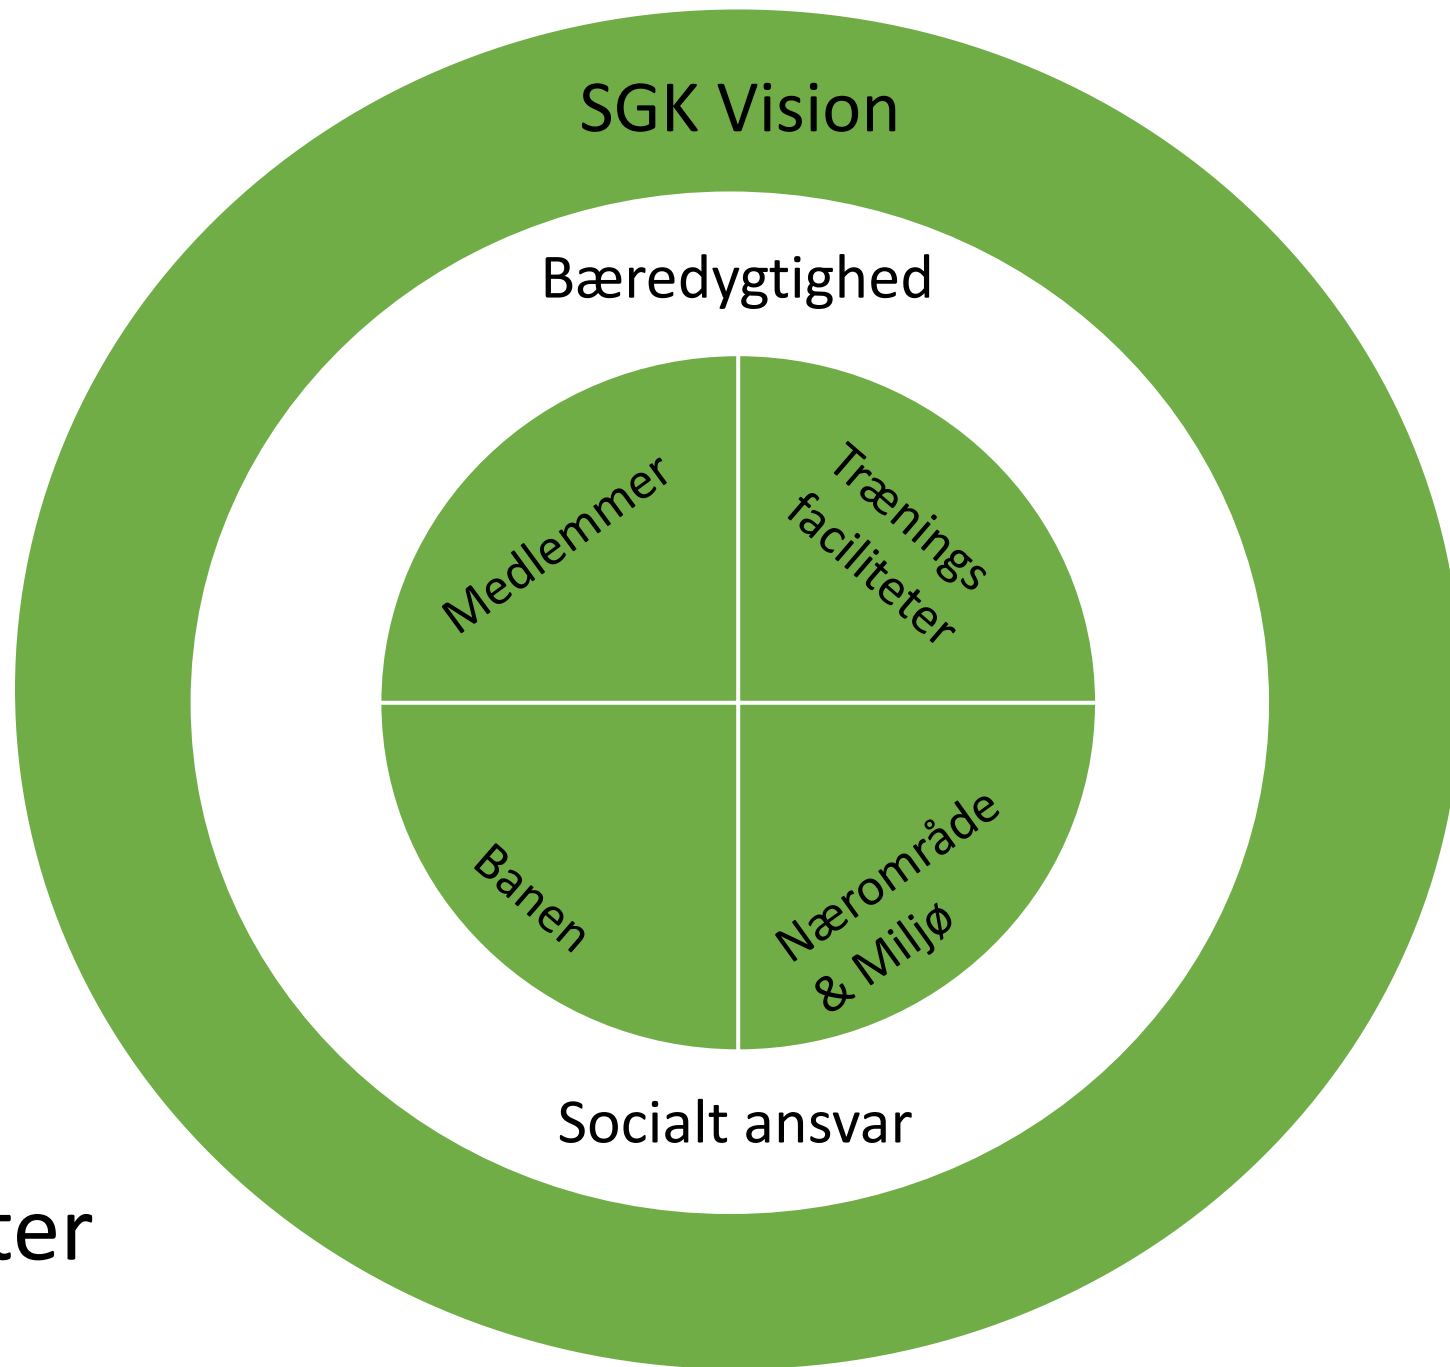 SGK Vision
Bæredygtighed
Medlemmer
Trænings
faciliteter
Banen
Nærområde
& Miljø
Socialt ansvar
ter